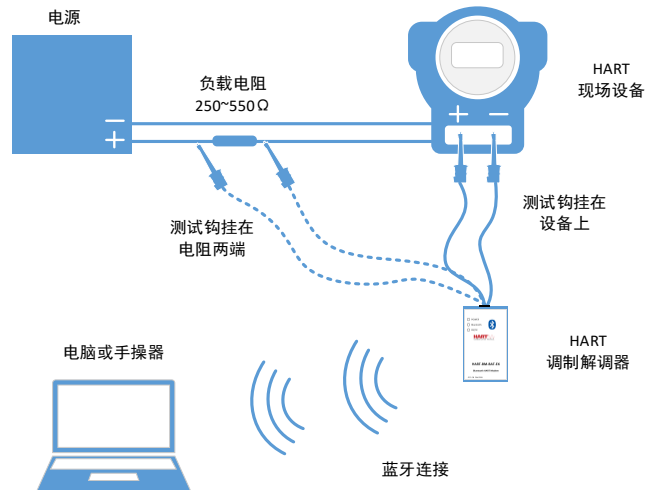 电源
负载电阻
250~550Ω
HART
现场设备
测试钩挂在
电阻两端
测试钩挂在
设备上
HART
HART
调制解调器
电脑或手操器
蓝牙连接